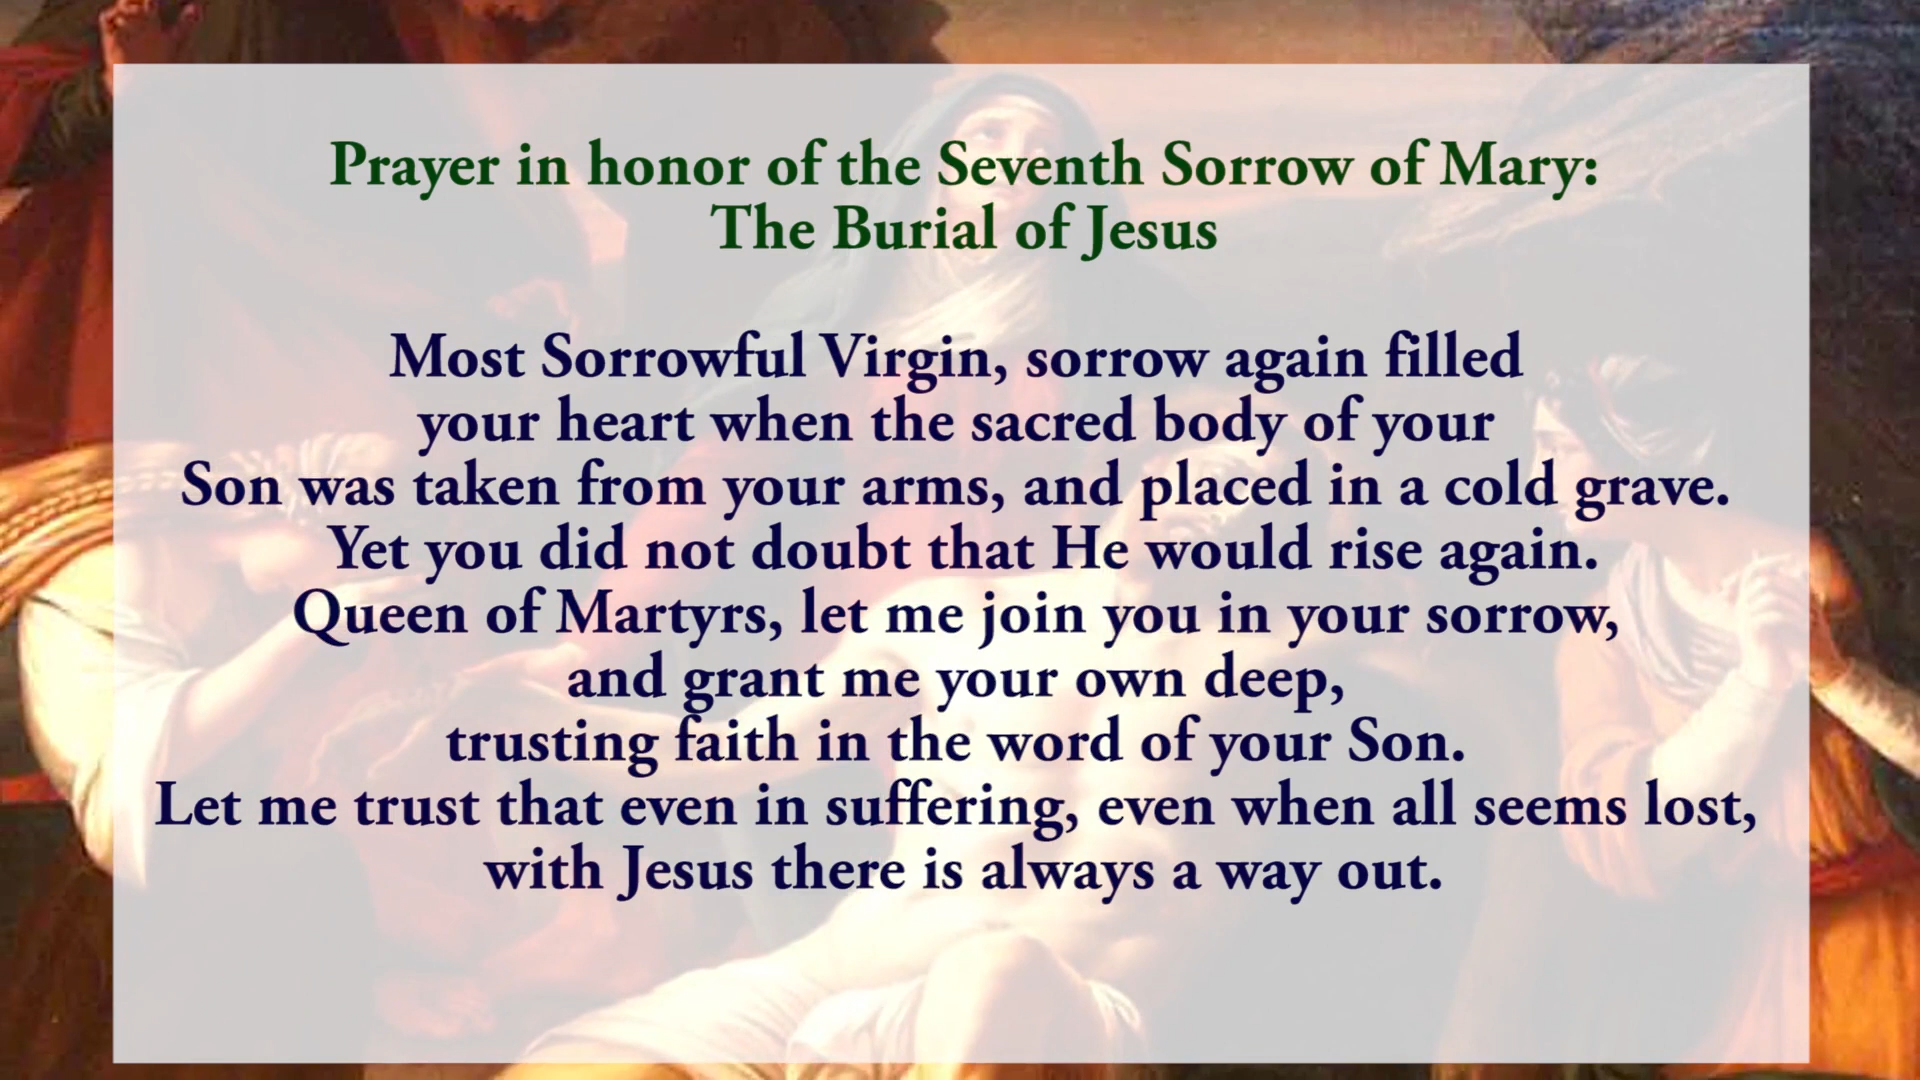 Prayer in honor of the Seventh Sorrow of Mary:
The Burial of Jesus
Most Sorrowful Virgin, sorrow again filled
your heart when the sacred body of your
Son was taken from your arms, and placed in a cold grave.
Yet you did not doubt that He would rise again.
Queen of Martyrs, let me join you in your sorrow,
and grant me your own deep,
trusting faith in the word of your Son.
Let me trust that even in suffering, even when all seems lost,
with Jesus there is always a way out.